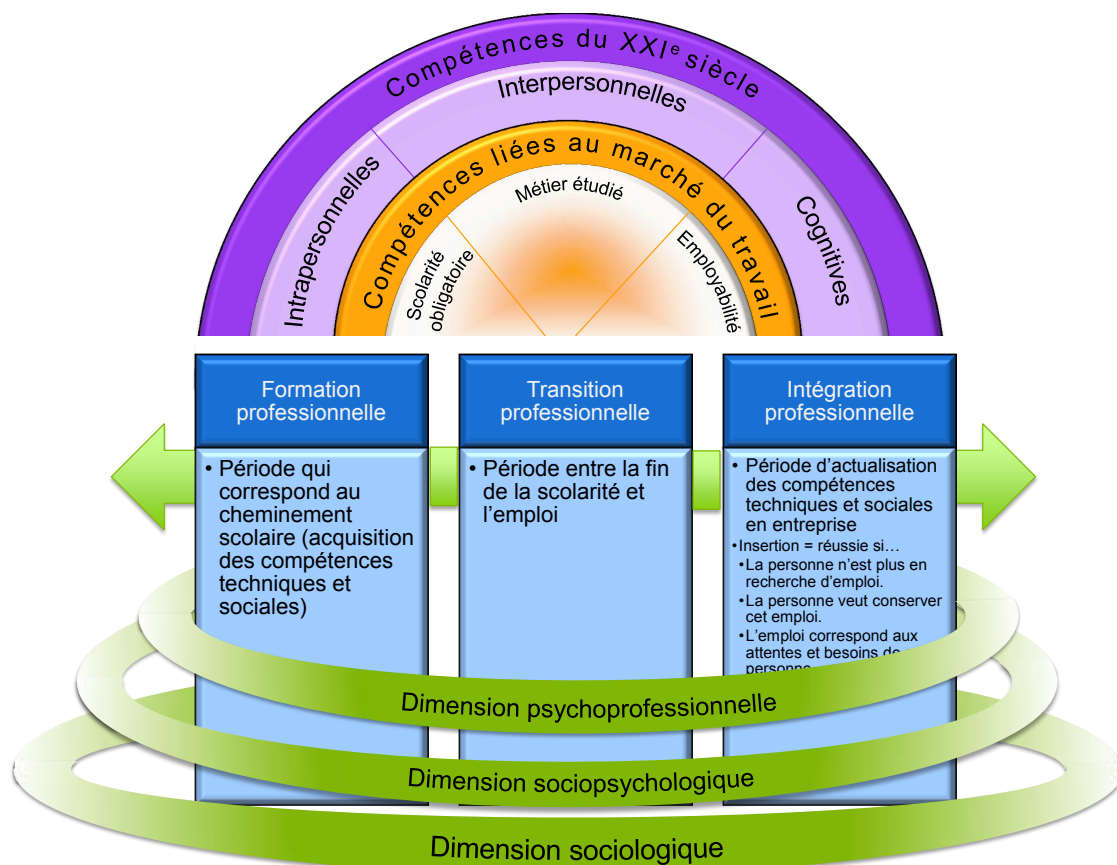 Compétences du XXIe siècle
Interpersonnelles
Intrapersonnelles
Cognitives
Compétences liées au marché du travail
Métier étudié
Scolarité
obligatoire
Employabilité
Formation
professionnelle
• Période qui
correspond au
cheminement
scolaire (acquisition
des compétences
techniques et
sociales)
Transition
professionnelle
• Période entre la fin
de la scolarité et
l’emploi
Intégration
professionnelle
• Période d’actualisation
des compétences
techniques et sociales
en entreprise
•Insertion = réussie si…
•La personne n’est plus en
recherche d’emploi.
•La personne veut conserver
cet emploi.
•L’emploi correspond aux
attentes et besoins de
personne
Dimension psychoprofessionnelle
Dimension sociopsychologique
Dimension sociologique